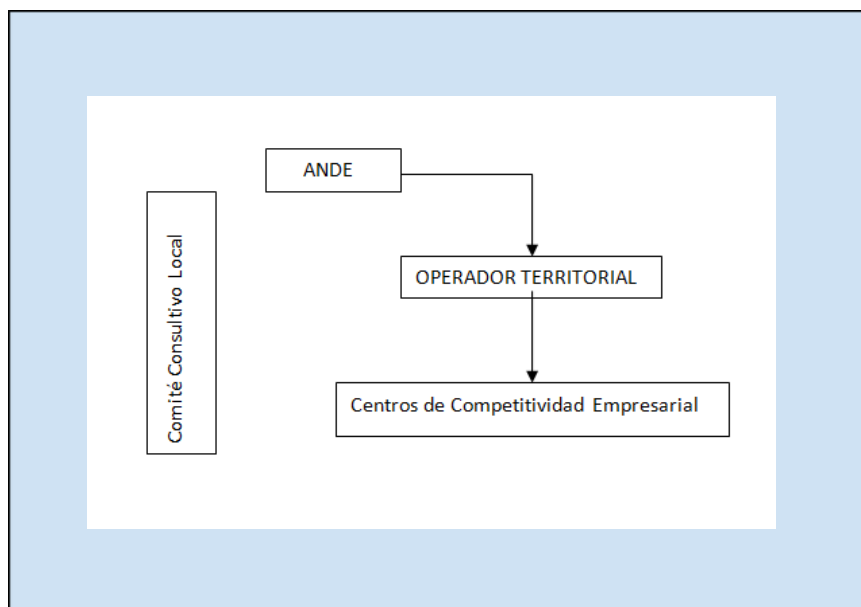 ANDE
Comité Consultivo Local
OPERADOR TERRITORIAL
Centros de Competitividad Empresarial